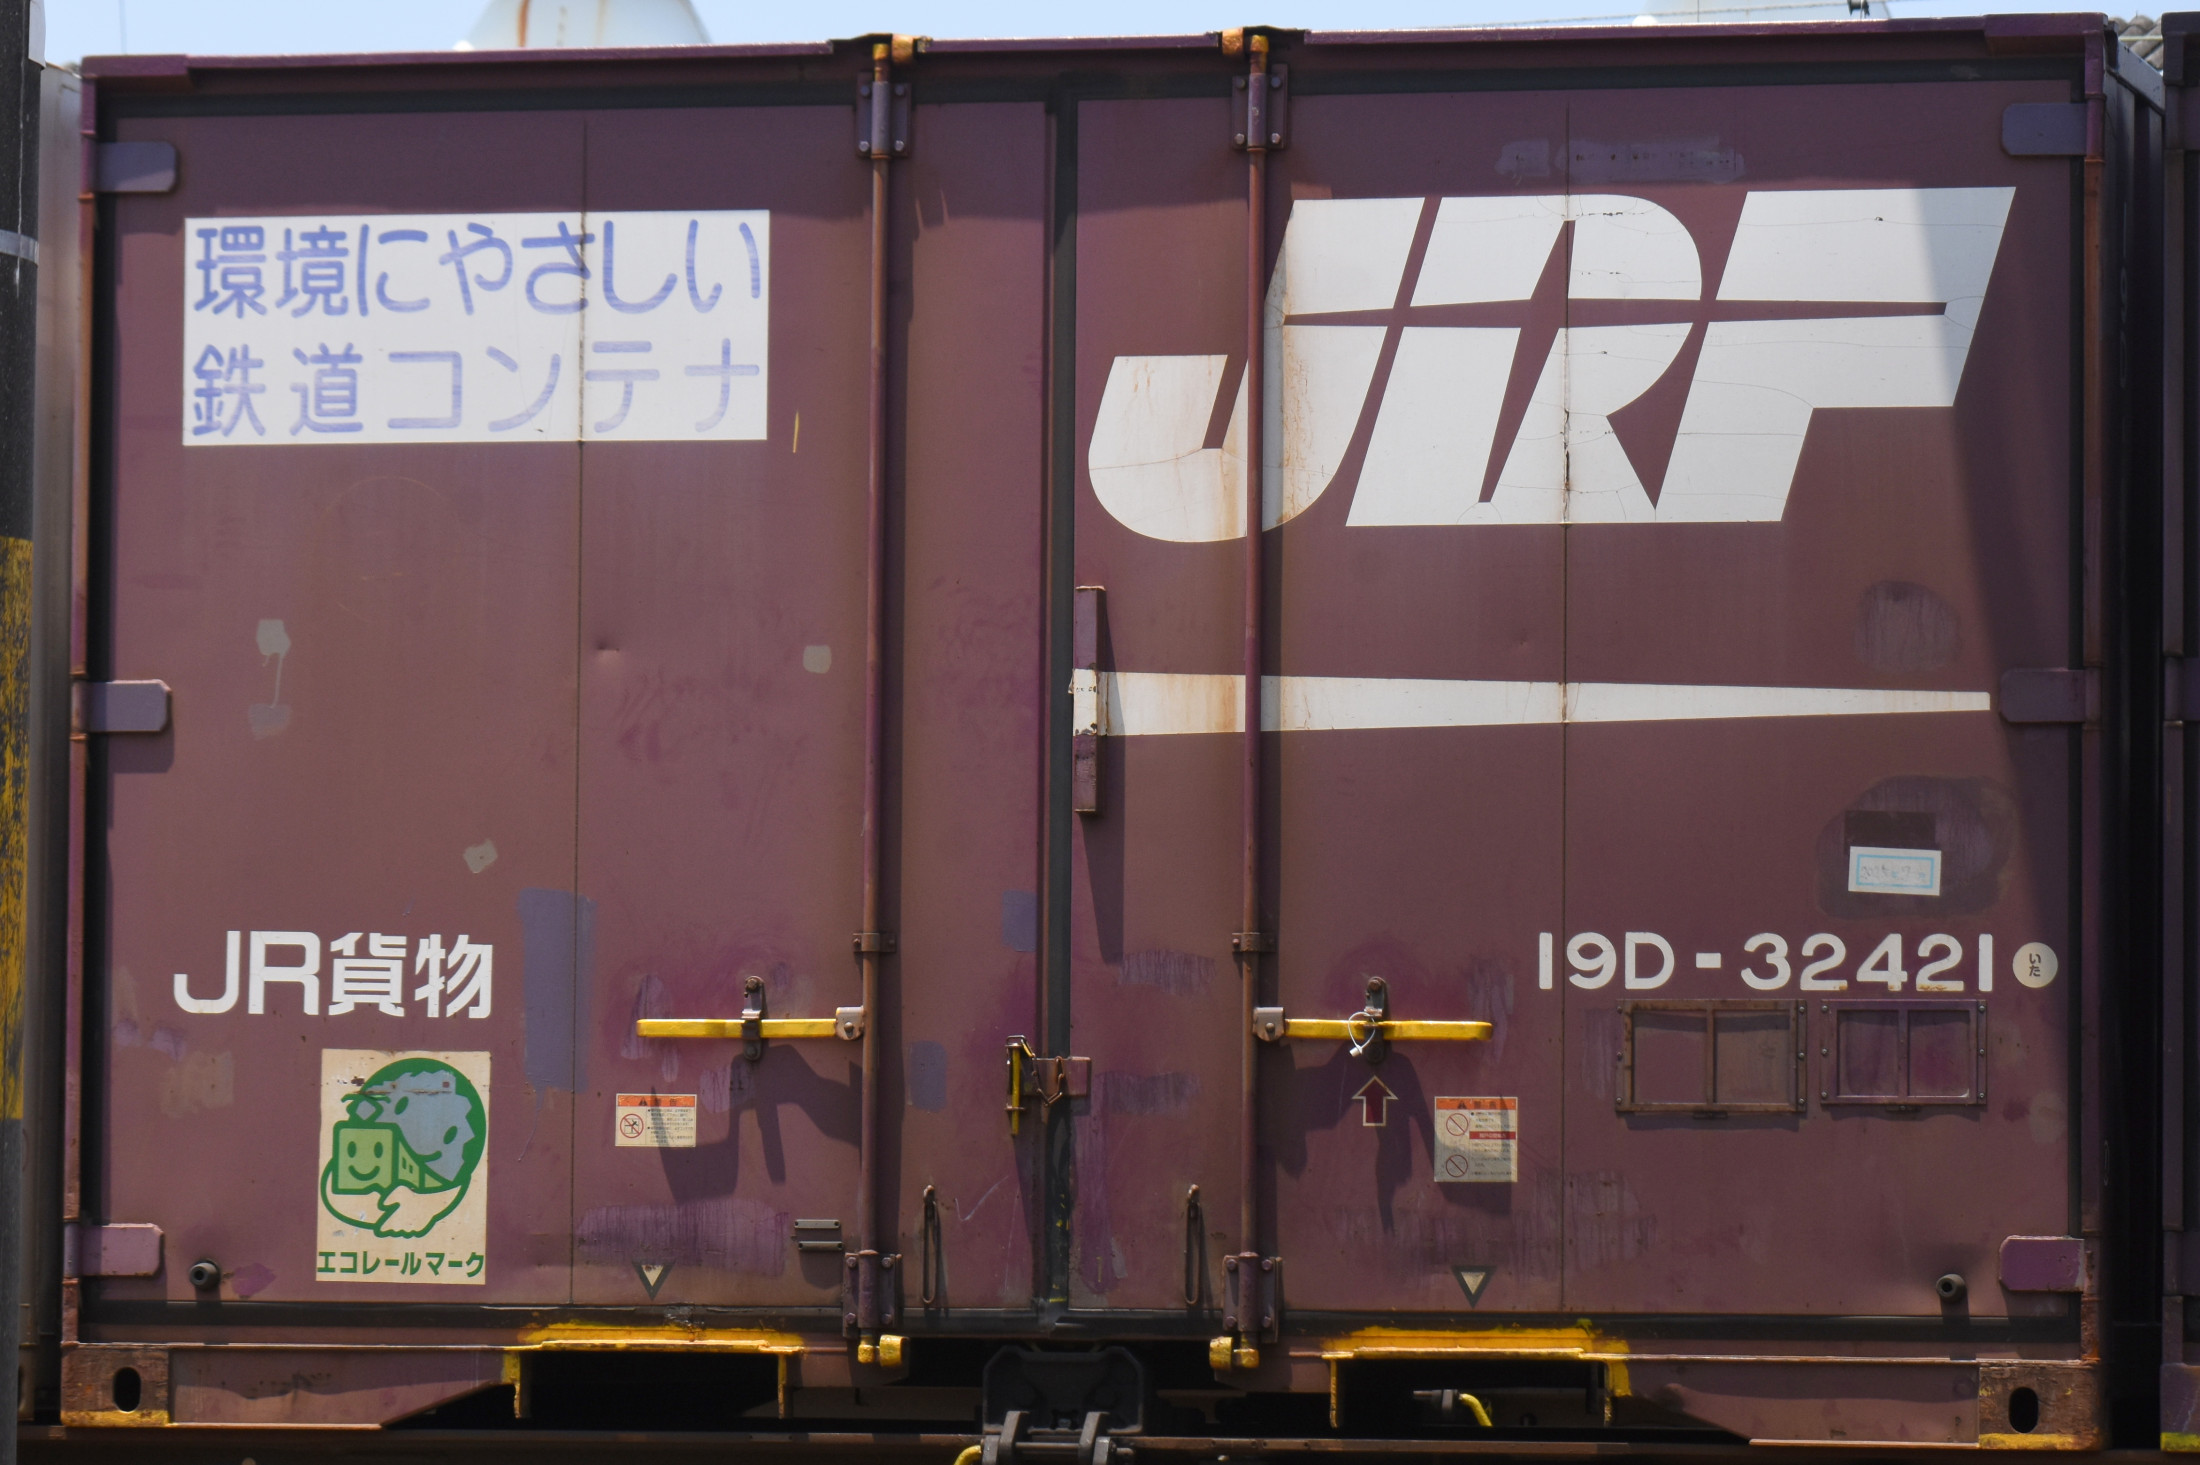 環境にやさしい
鉄道コンテナ
JRF
JR貨物
19D-32421
いた
エコレールマーク